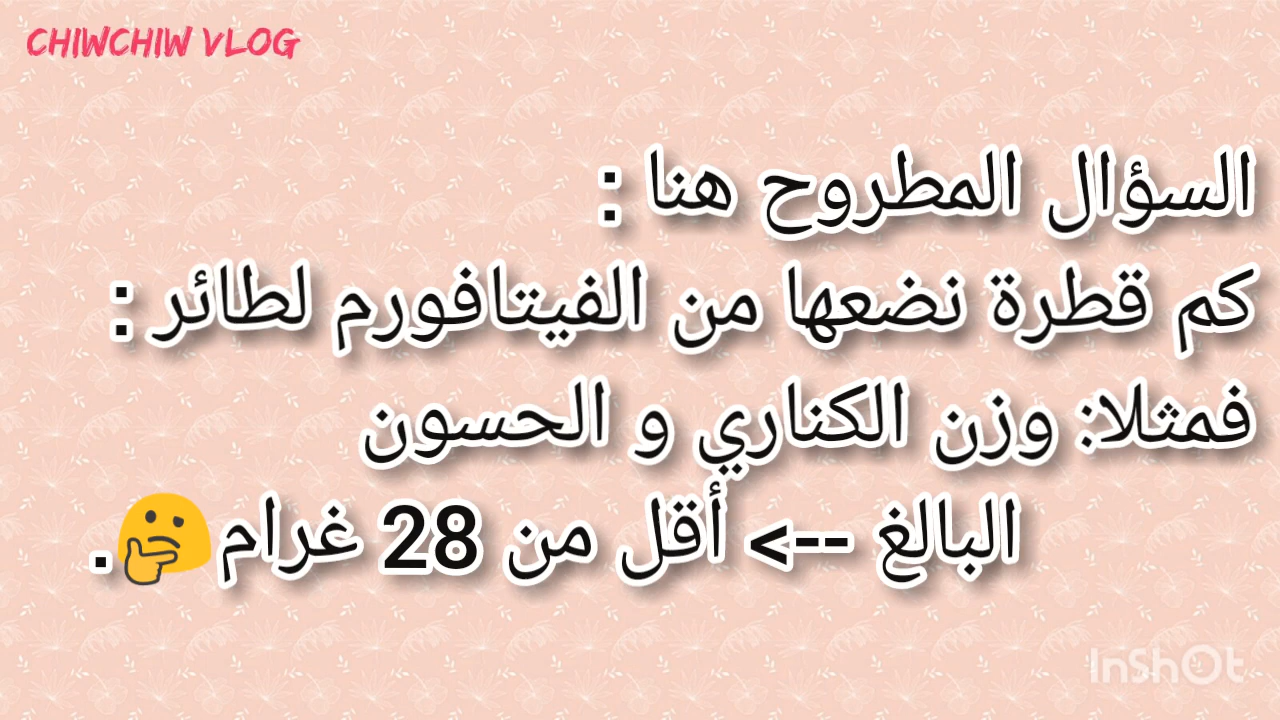 CHIWCHIW VLOG
السؤال المطروح هنا :
كم قطرة نضعها من الفيتافورم لطائر :
فمثلا: وزن الكناري و الحسون
البالغ --> أقل من 28 غرام🤔.
InShOt